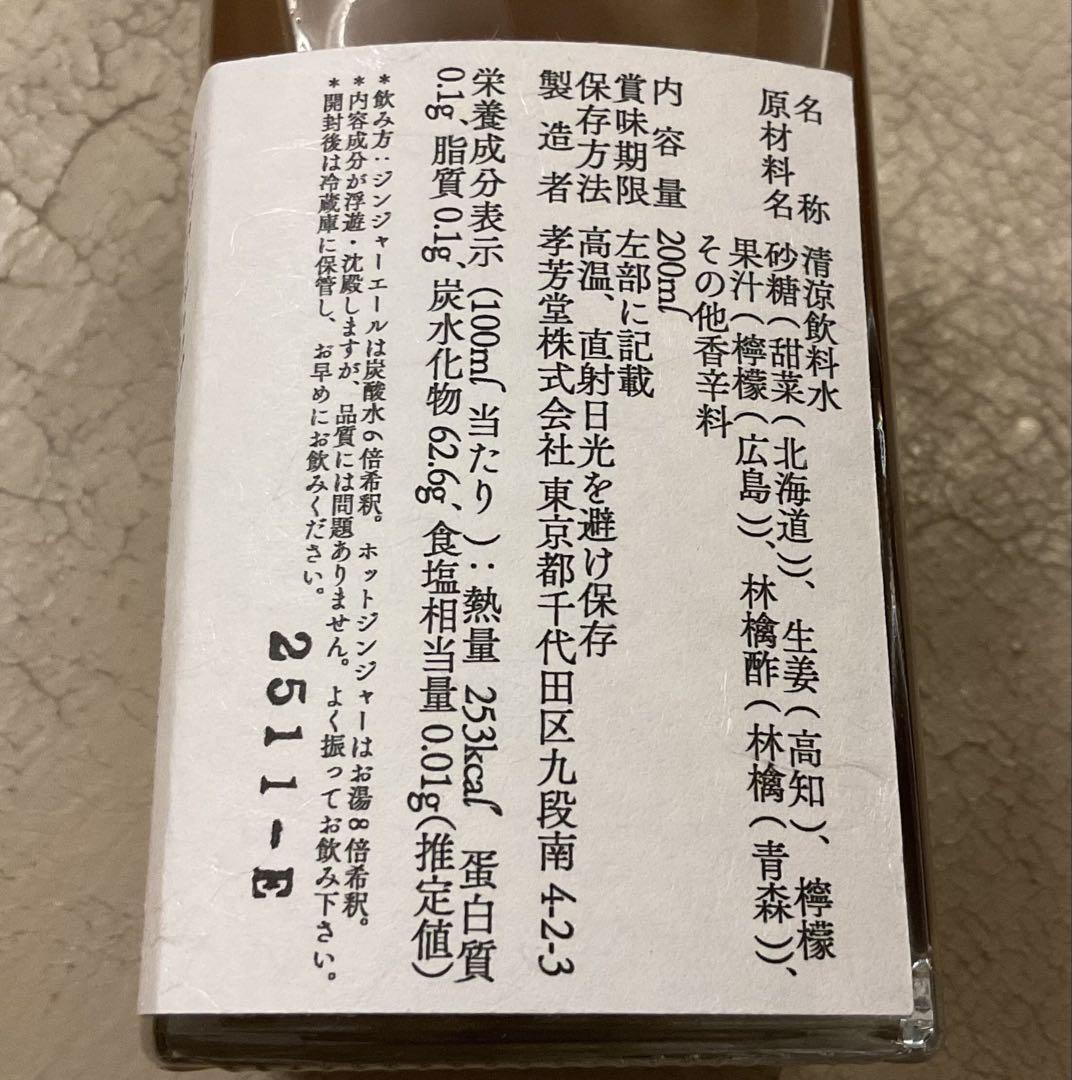 名称 清涼飲料水
原材料名 砂糖(甜菜(北海道))、生姜(高知)、檸檬
果汁(檸檬(広島))、林檎酢(林檎(青森))、
その他香辛料
内容量 200ml
賞味期限 左部に記載
保存方法 高温、直射日光を避け保存
製造者 孝芳堂株式会社 東京都千代田区九段南4-2-3
栄養成分表示(100ml当たり):熱量 253kcal 蛋白質
0.1g、脂質0.1g、炭水化物62.6g、食塩相当量0.01g(推定値)
*飲み方:ジンジャーエールは炭酸水6倍希釈。ホットジンジャーはお湯8倍希釈。
*内容成分が浮遊・沈殿しますが、品質には問題ありません。よく振ってお飲み下さい。
*開封後は冷蔵庫に保管し、お早めにお飲みください。
2511-E